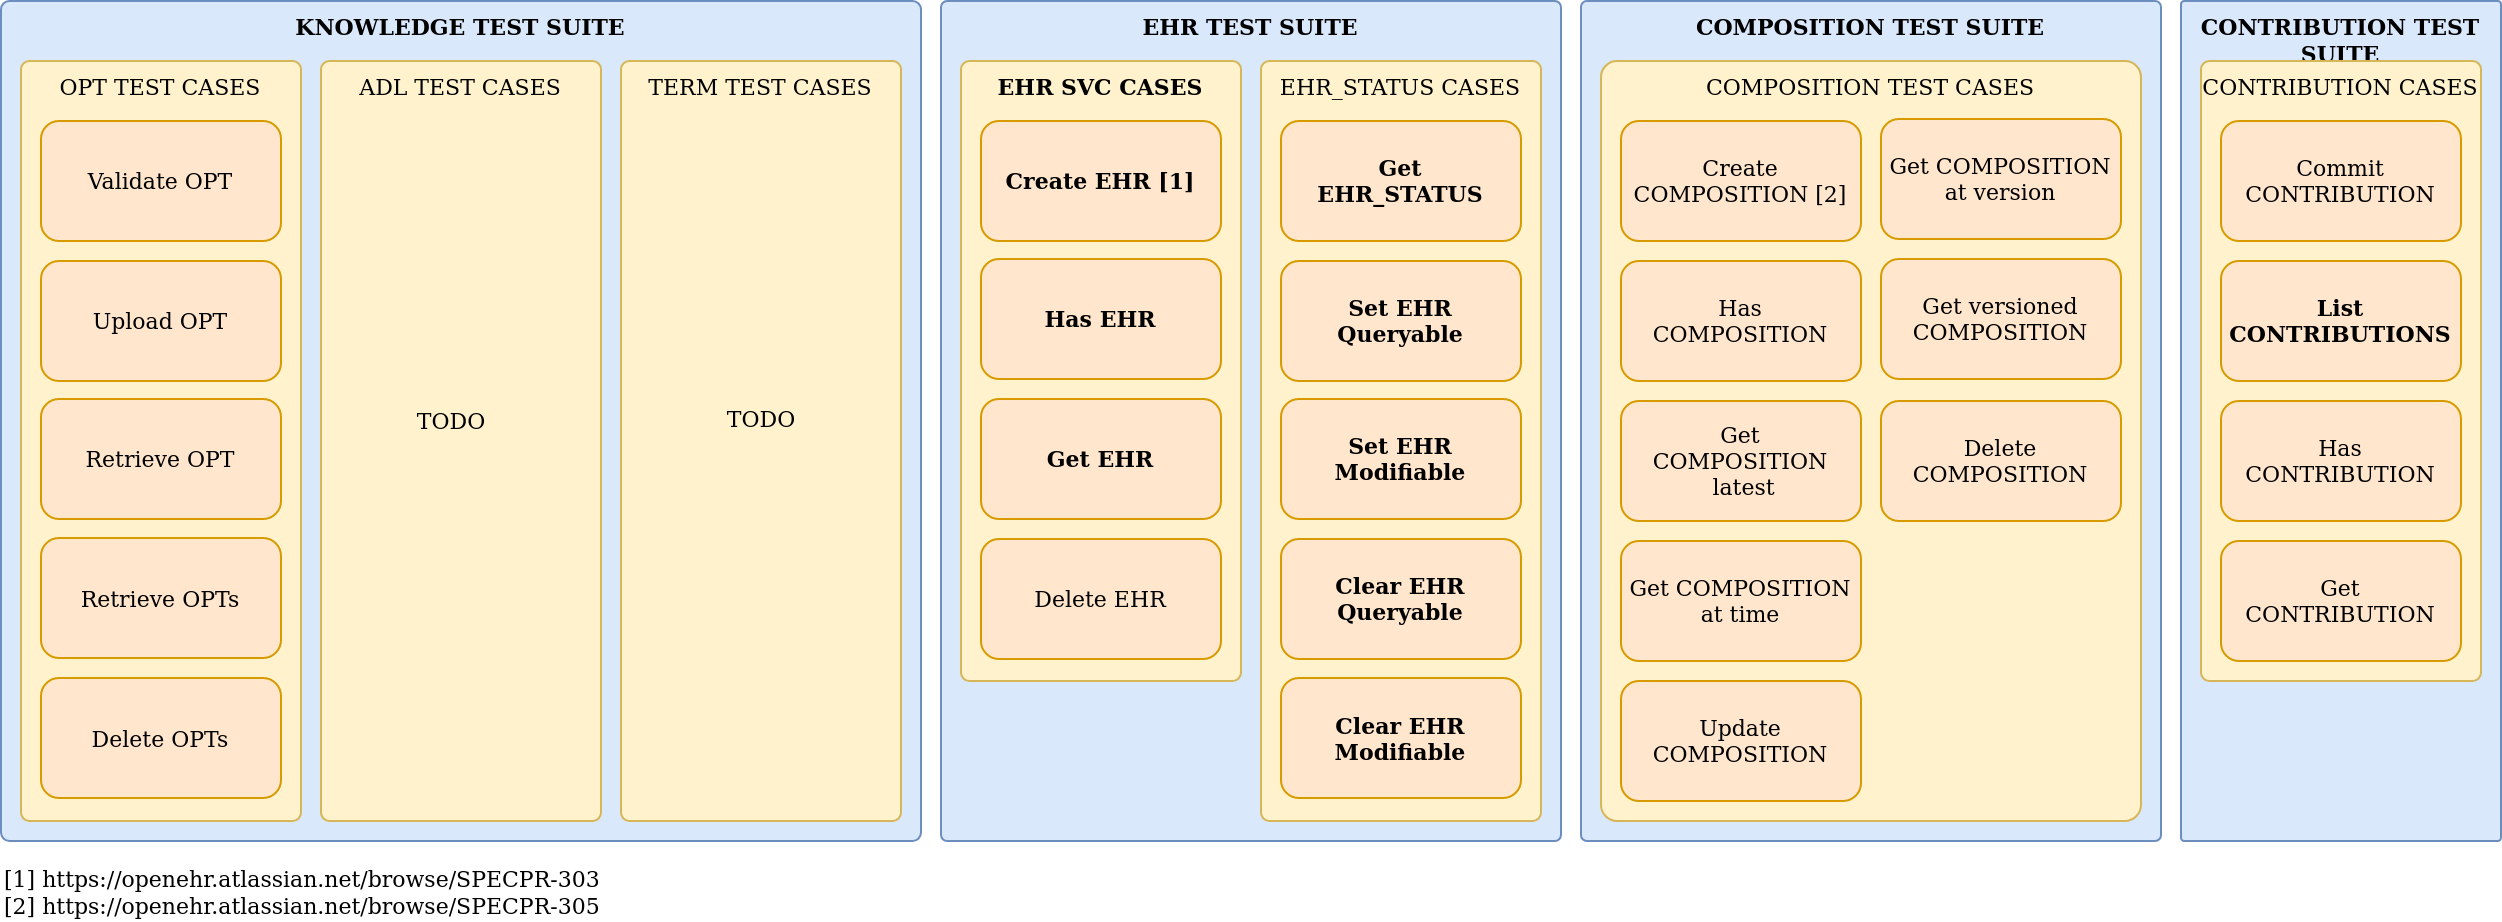 KNOWLEDGE TEST SUITE
OPT TEST CASES
Validate OPT
Upload OPT
Retrieve OPT
Retrieve OPTs
Delete OPTs
ADL TEST CASES
TODO
TERM TEST CASES
TODO
EHR TEST SUITE
EHR SVC CASES
Create EHR [1]
Has EHR
Get EHR
Delete EHR
EHR_STATUS CASES
Get
EHR_STATUS
Set EHR
Queryable
Set EHR
Modifiable
Clear EHR
Queryable
Clear EHR
Modifiable
COMPOSITION TEST SUITE
COMPOSITION TEST CASES
Create
COMPOSITION [2]
Has
COMPOSITION
Get
COMPOSITION
latest
Get COMPOSITION
at time
Update
COMPOSITION
Get COMPOSITION
at version
Get versioned
COMPOSITION
Delete
COMPOSITION
CONTRIBUTION TEST
SUITE
CONTRIBUTION CASES
Commit
CONTRIBUTION
List
CONTRIBUTIONS
Has
CONTRIBUTION
Get
CONTRIBUTION
[1] https://openehr.atlassian.net/browse/SPECPR-303
[2] https://openehr.atlassian.net/browse/SPECPR-305